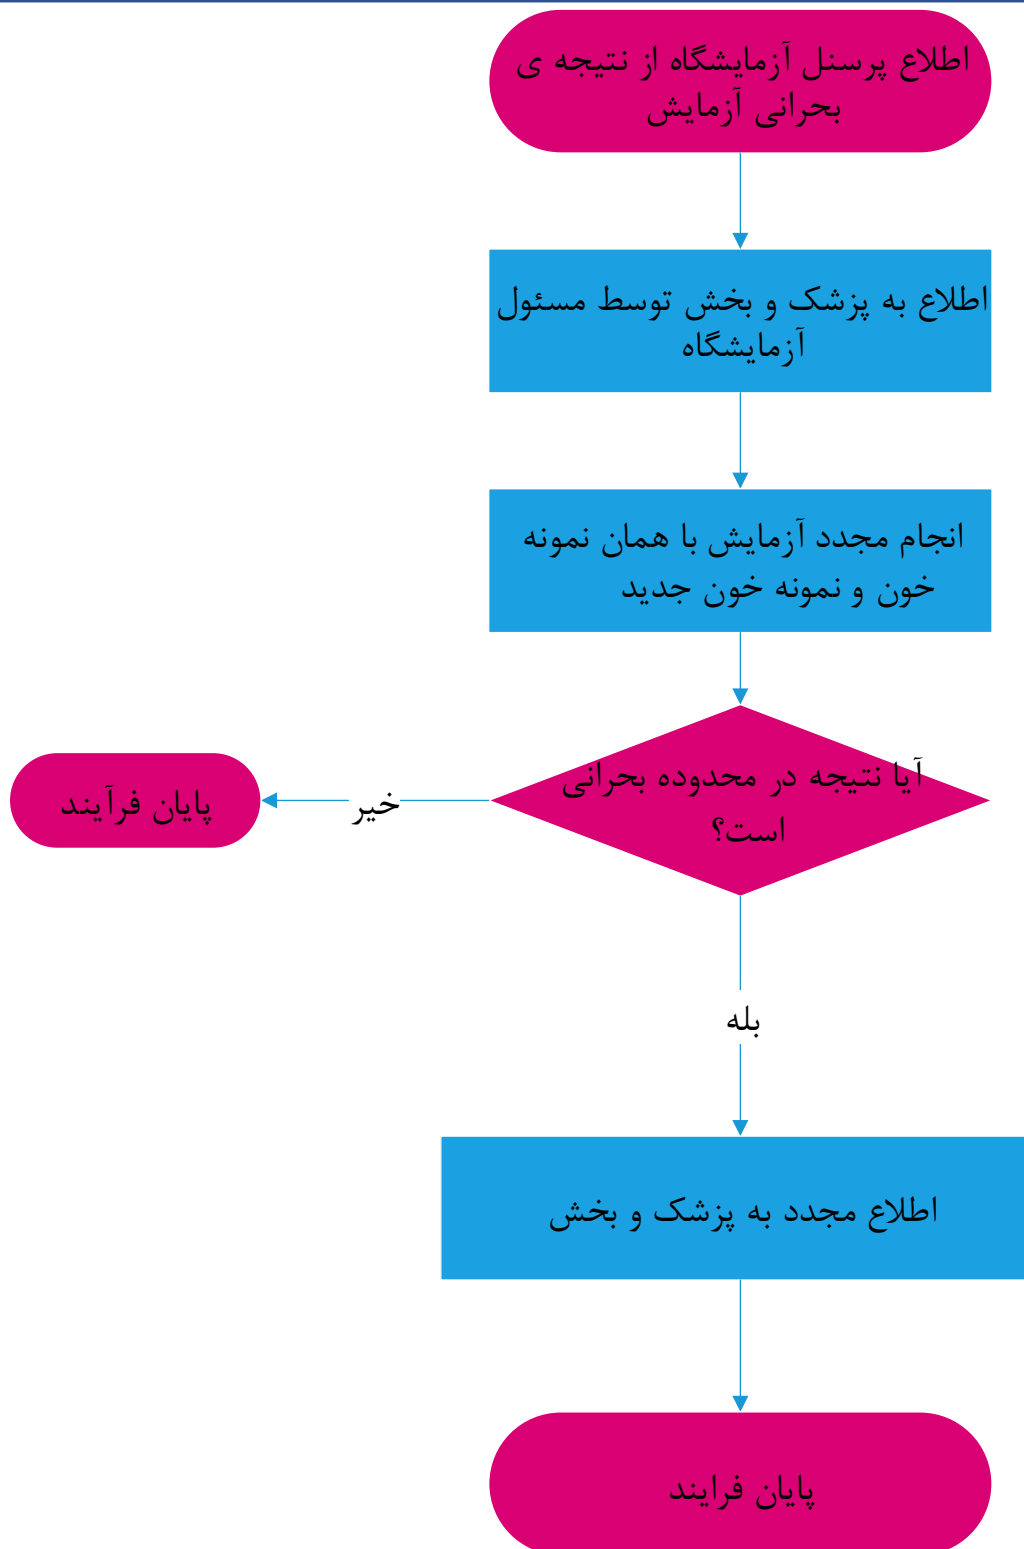 اطلاع پرسنل آزمایشگاه از نتیجه ی
بحرانی آزمایش
اطلاع به پزشک و بخش توسط مسئول
آزمایشگاه
انجام مجدد آزمایش با همان نمونه
خون و نمونه خون جدید
آیا نتیجه در محدوده بحرانی
است؟
خیر
پایان فرآیند
بله
اطلاع مجدد به پزشک و بخش
پایان فرایند